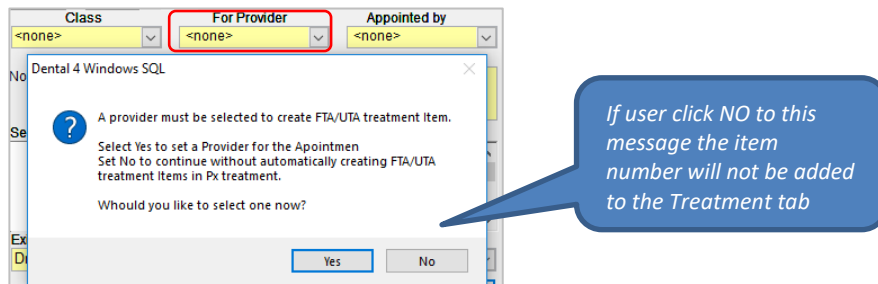 Class For Provider Appointed by
<none> <none> <none>
No
Dental 4 Windows SQL
A provider must be selected to create FTA/UTA treatment Item.
Se
Select Yes to set a Provider for the Apointmen
Set No to continue without automatically creating FTA/UTA
treatment Items in Px treatment.
Whould you like to select one now?
Ex
Yes No
If user click NO to this
message the item
number will not be added
to the Treatment tab